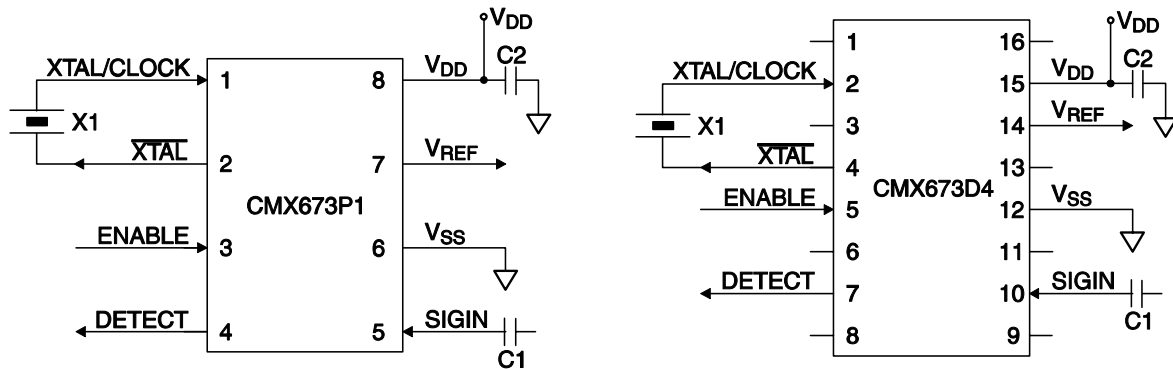 VDD
XTAL/CLOCK
1
8
VDD
C2
X1
XTAL
2
7
VREF
CMX673P1
ENABLE
3
6
VSS
DETECT
4
5
SIGIN
C1
VDD
1
16
C2
XTAL/CLOCK
2
15
VDD
X1
3
14
VREF
XTAL
4
13
CMX673D4
ENABLE
5
12
VSS
6
11
DETECT
7
10
SIGIN
8
9
C1